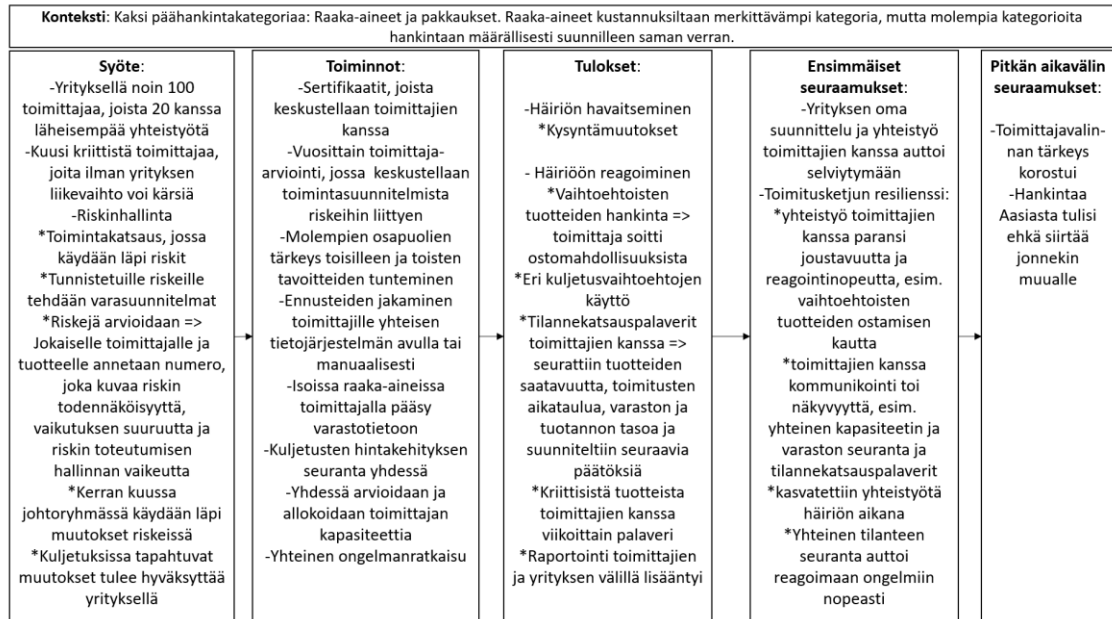 Konteksti: Kaksi päähankintakategoriaa: Raaka-aineet ja pakkaukset. Raaka-aineet kustannuksiltaan merkittävämpi kategoria, mutta molempia kategorioita
hankintaan määrällisesti suunnilleen saman verran.
Syöte:
-Yrityksellä noin 100
toimittajaa, joista 20 kanssa
läheisempää yhteistyötä
-Kuusi kriittistä toimittajaa,
joita ilman yrityksen
liikevaihto voi kärsiä
-Riskinhallinta
*Toimintakatsaus, jossa
käydään läpi riskit
*Tunnistetuille riskeille
tehdään varasuunnitelmat
*Riskejä arvioidaan =>
Jokaiselle toimittajalle ja
tuotteelle annetaan numero,
joka kuvaa riskin
todennäköisyyttä,
vaikutuksen suuruutta ja
riskin toteutumisen
hallinnan vaikeutta
*Kerran kuussa
johtoryhmässä käydään läpi
muutokset riskeissä
*Kuljetuksissa tapahtuvat
muutokset tulee hyväksyttää
yrityksellä
Toiminnot:
-Sertifikaatit, joista
keskustellaan toimittajien
kanssa
-Vuosittain toimittaja-
arviointi, jossa keskustellaan
toimintasuunnitelmista
riskeihin liittyen
-Molempien osapuolien
tärkeys toisilleen ja toisten
tavoitteiden tunteminen
-Ennusteiden jakaminen
toimittajille yhteisen
tietojärjestelmän avulla tai
manuaalisesti
-Isoissa raaka-aineissa
toimittajalla pääsy
varastotietoon
-Kuljetusten hintakehityksen
seuranta yhdessä
-Yhdessä arvioidaan ja
allokoidaan toimittajan
kapasiteettia
-Yhteinen ongelmanratkaisu
Tulokset:
-Häiriön havaitseminen
*Kysyntämuutokset
- Häiriöön reagoiminen
*Vaihtoehtoisten
tuotteiden hankinta =>
toimittaja soitti
ostomahdollisuuksista
*Eri kuljetusvaihtoehtojen
käyttö
*Tilannekatsauspalaverit
toimittajien kanssa =>
seurattiin tuotteiden
saatavuutta, toimitusten
aikataulua, varaston ja
tuotannon tasoa ja
suunniteltiin seuraavia
päätöksiä
*Kriittisistä tuotteista
toimittajien kanssa
viikoittain palaveri
*Raportointi toimittajien
ja yrityksen välillä lisääntyi
Ensimmäiset
seuraamukset:
-Yrityksen oma
suunnittelu ja yhteistyö
toimittajien kanssa auttoi
selviytymään
-Toimitusketjun resilienssi:
*yhteistyö toimittajien
kanssa paransi
joustavuutta ja
reagointinopeutta, esim.
vaihtoehtoisten
tuotteiden ostamisen
kautta
*toimittajien kanssa
kommunikointi toi
näkyvyyttä, esim.
yhteinen kapasiteetin ja
varaston seuranta ja
tilannekatsauspalaverit
*kasvatettiin yhteistyötä
häiriön aikana
*Yhteinen tilanteen
seuranta auttoi
reagoimaan ongelmiin
nopeasti
Pitkän aikavälin
seuraamukset:
-Toimittajavalin-
nan tärkeys
korostui
-Hankintaa
Aasiasta tulisi
ehkä siirtää
jonnekin
muualle